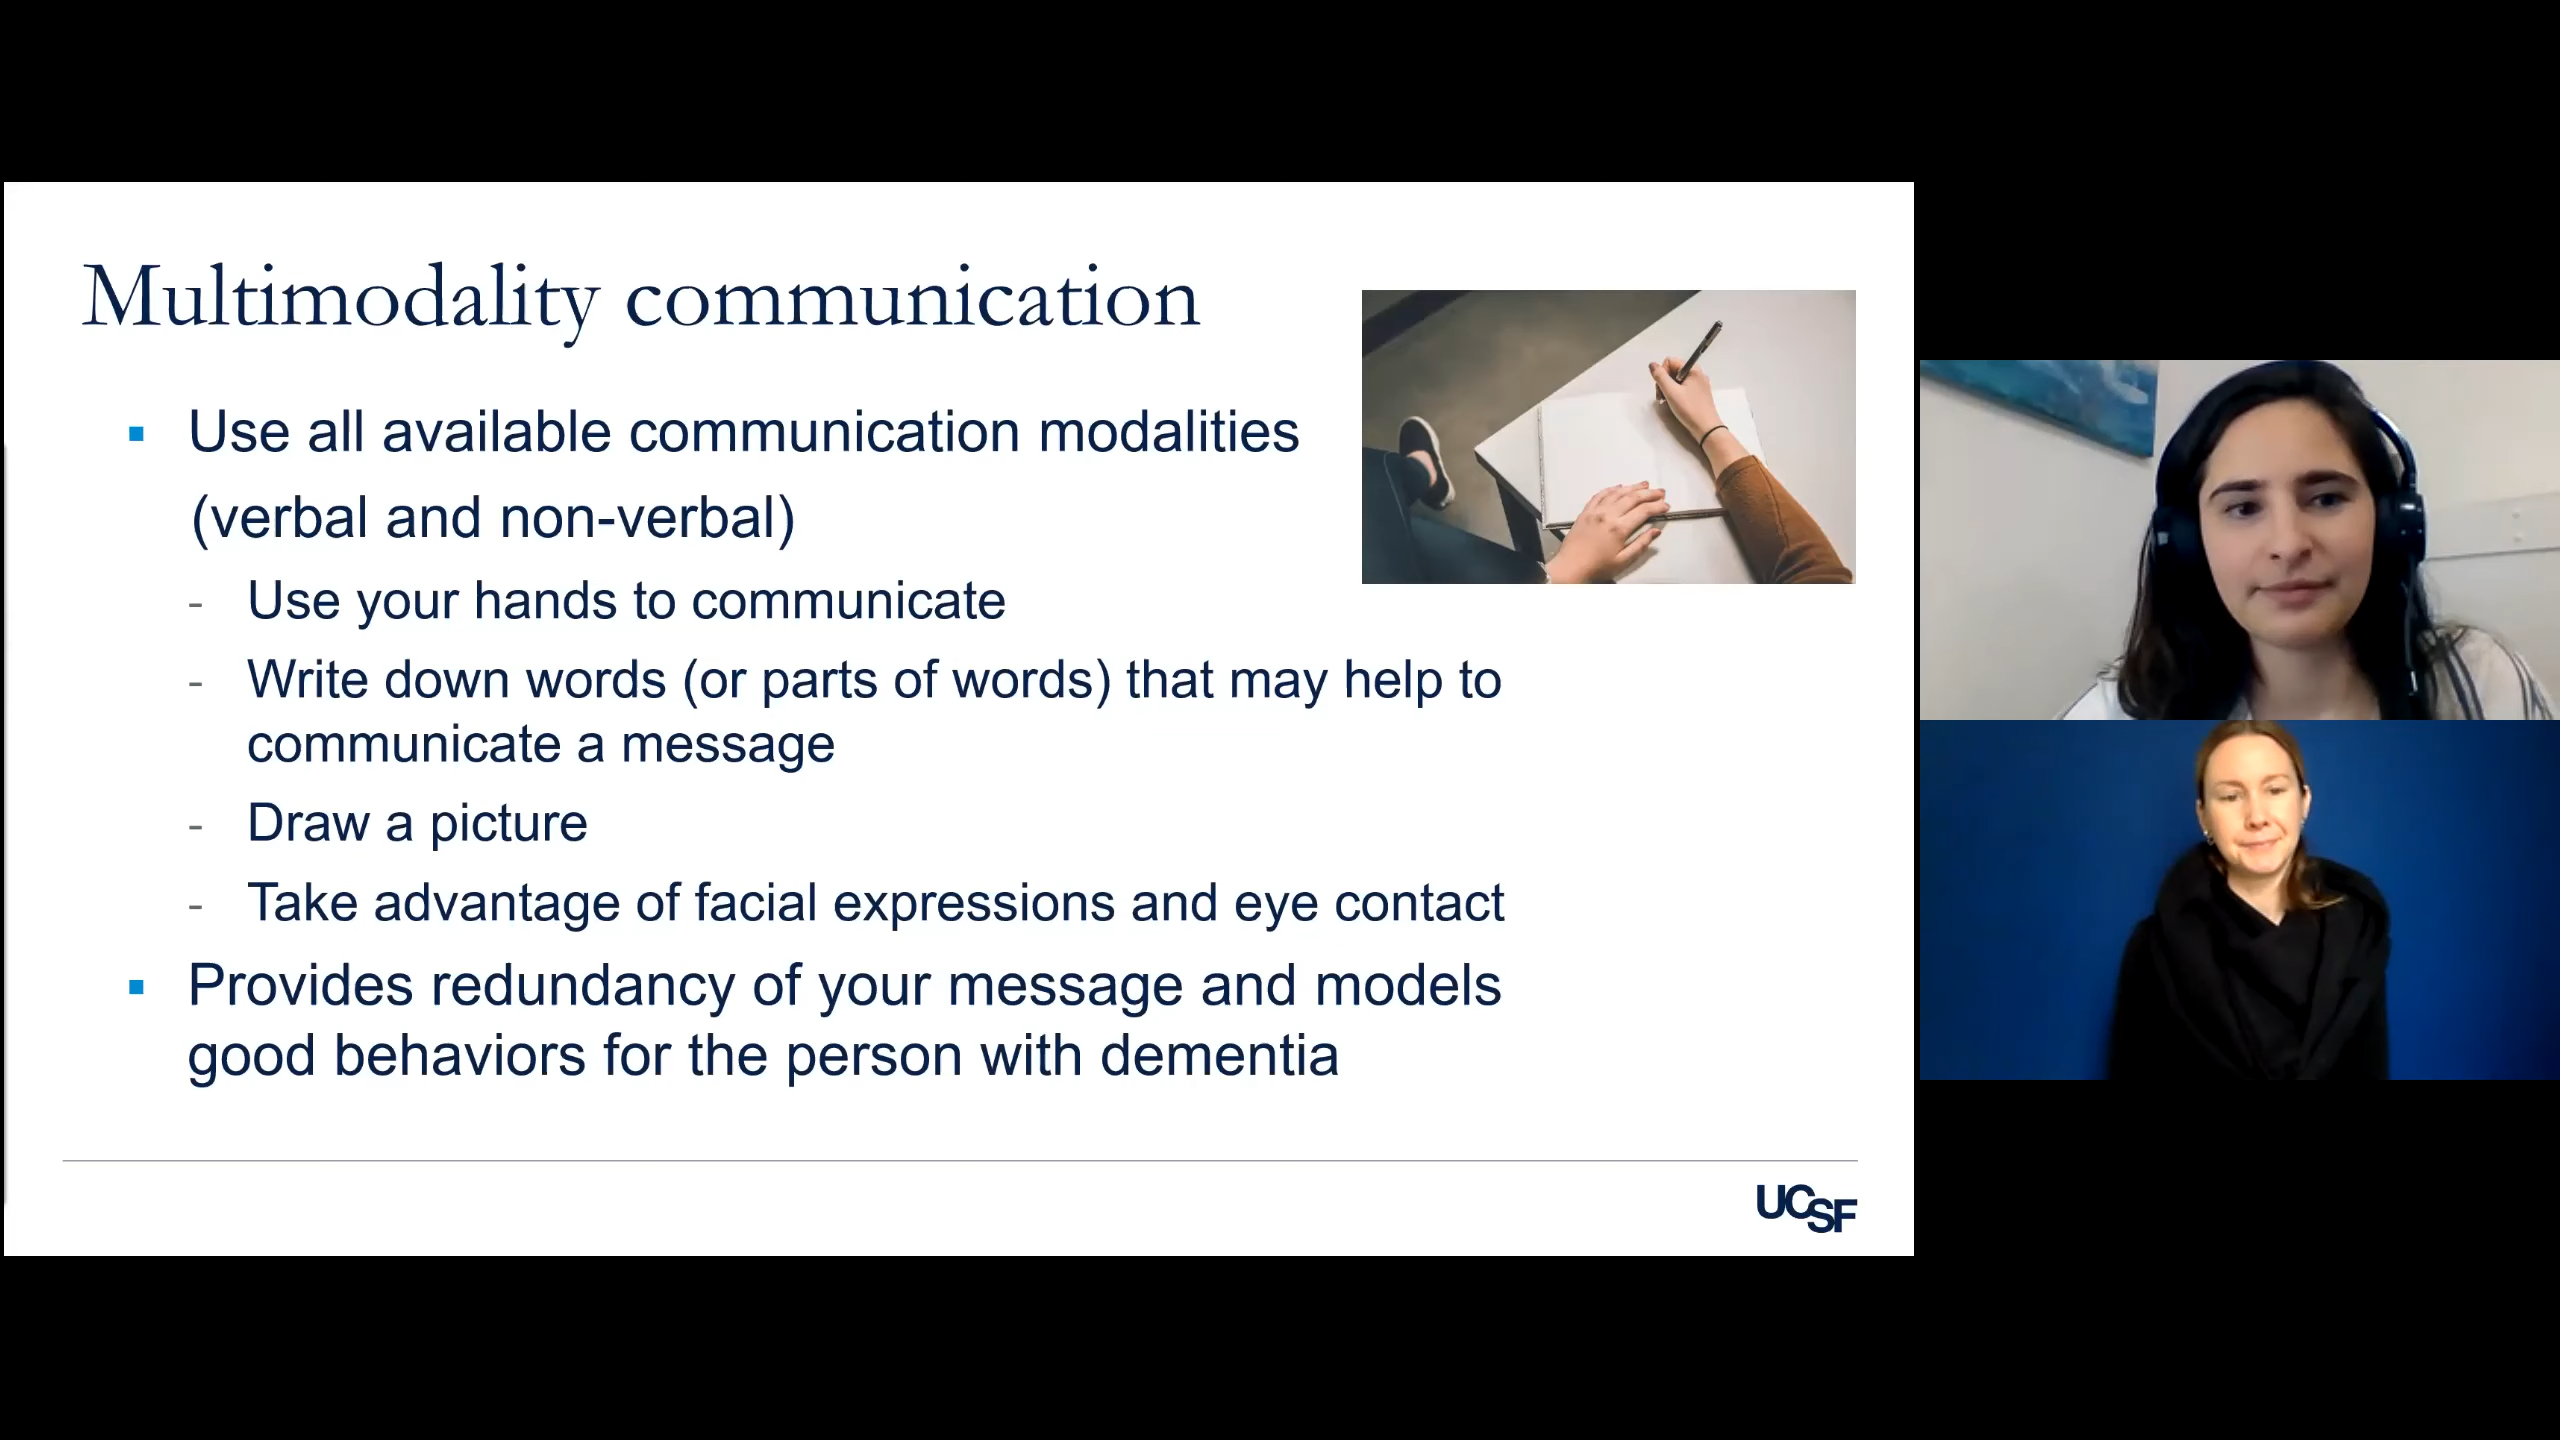 Multimodality communication
▪ Use all available communication modalities
(verbal and non-verbal)
- Use your hands to communicate
- Write down words (or parts of words) that may help to
communicate a message
- Draw a picture
- Take advantage of facial expressions and eye contact
▪ Provides redundancy of your message and models
good behaviors for the person with dementia
UCSF